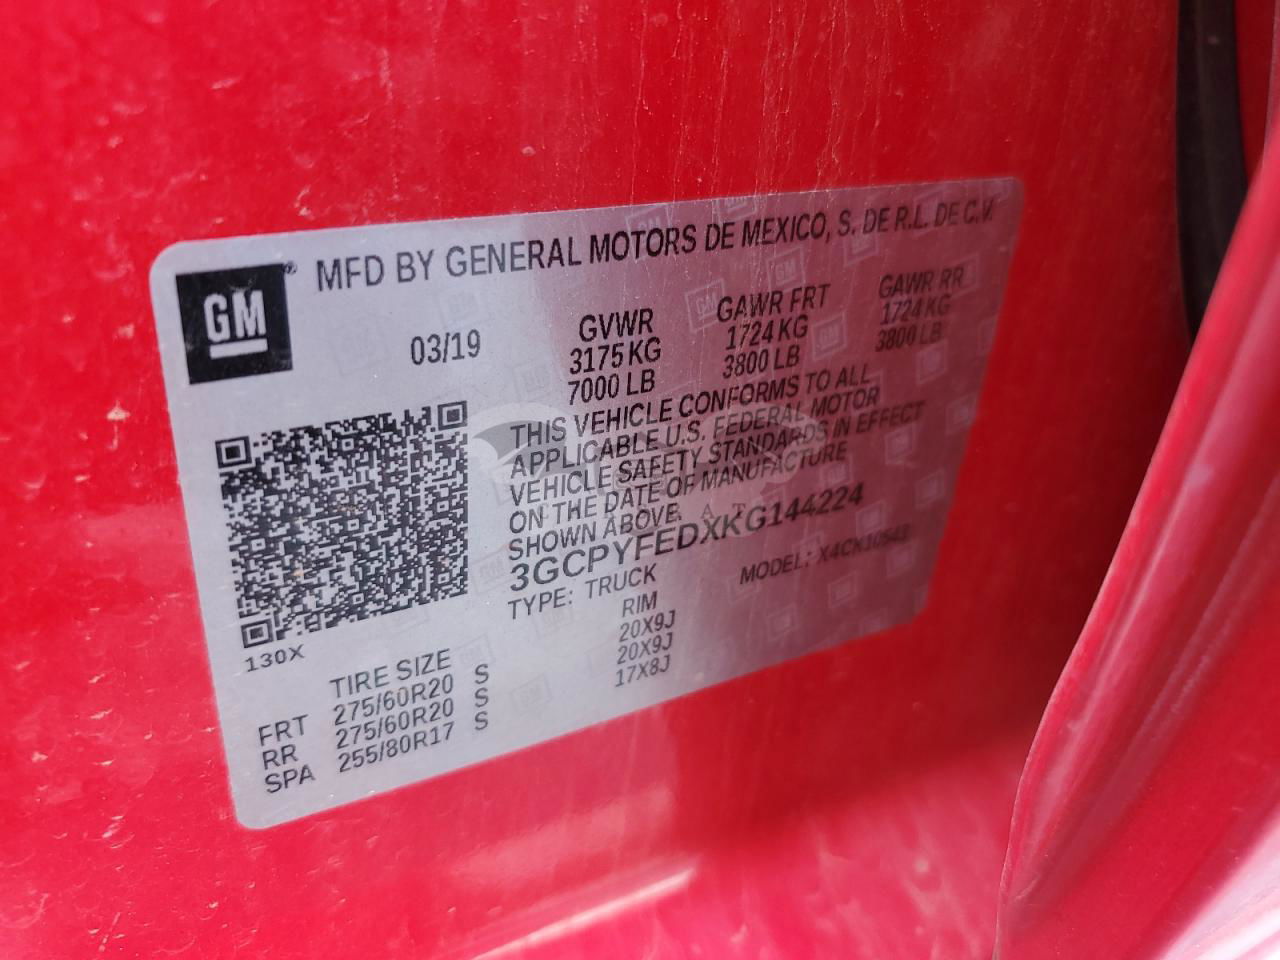 GM
MFD BY GENERAL MOTORS DE MEXICO, S. DE R.L. DE C.V.
03/19
GVWR GAWR FRT GAWR RR
3175 KG 1724 KG 1724 KG
7000 LB 3800 LB 3800 LB
THIS VEHICLE CONFORMS TO ALL
APPLICABLE U.S. FEDERAL MOTOR
VEHICLE SAFETY STANDARDS IN EFFECT
ON THE DATE OF MANUFACTURE
SHOWN ABOVE.
3GCPYFEDXKG144224
TYPE: TRUCK MODEL: X4CK10543
130X
TIRE SIZE RIM
FRT 275/60R20 S 20X9J
RR 275/60R20 S 20X9J
SPA 255/80R17 S 17X8J